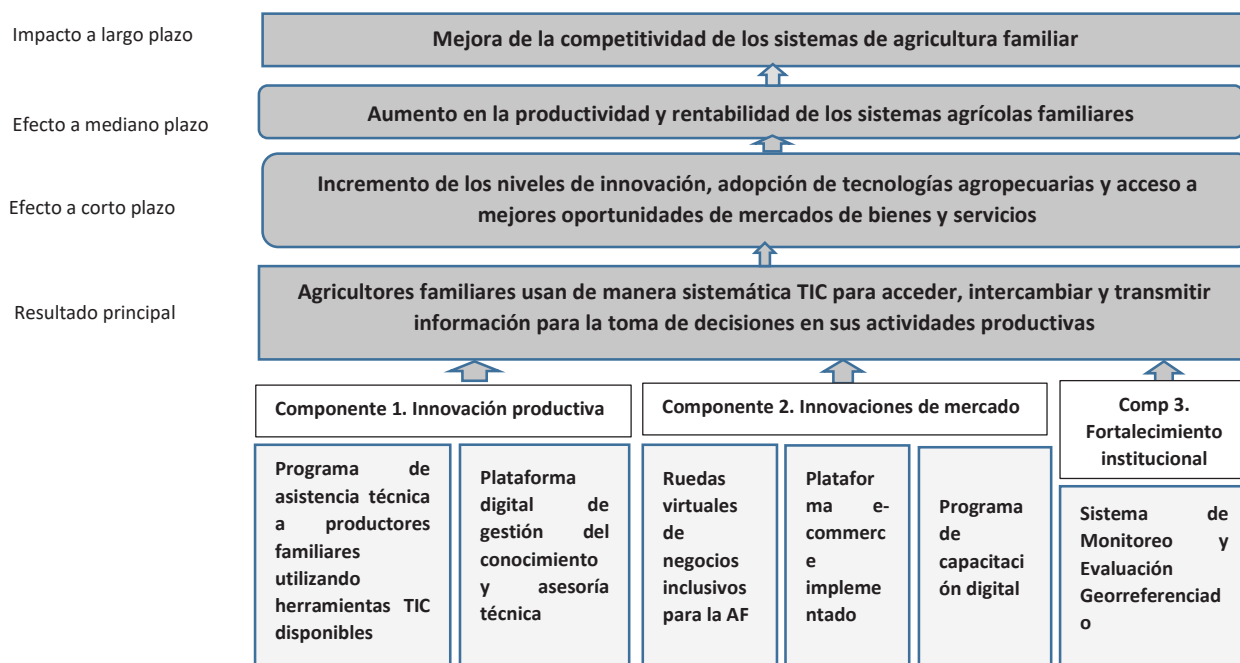 Impacto a largo plazo
Mejora de la competitividad de los sistemas de agricultura familiar
Efecto a mediano plazo
Aumento en la productividad y rentabilidad de los sistemas agrícolas familiares
Efecto a corto plazo
Incremento de los niveles de innovación, adopción de tecnologías agropecuarias y acceso a
mejores oportunidades de mercados de bienes y servicios
Resultado principal
Agricultores familiares usan de manera sistemática TIC para acceder, intercambiar y transmitir
información para la toma de decisiones en sus actividades productivas
Componente 1. Innovación productiva
Programa de
asistencia técnica
a productores
familiares
utilizando
herramientas TIC
disponibles
Plataforma
digital de
gestión del
conocimiento
y asesoría
técnica
Componente 2. Innovaciones de mercado
Ruedas
virtuales
de
negocios
inclusivos
para la AF
Platafor
ma e-
commerc
e
impleme
ntado
Programa
de
capacitaci
ón digital
Comp 3.
Fortalecimiento
institucional
Sistema de
Monitoreo y
Evaluación
Georreferenciad
o